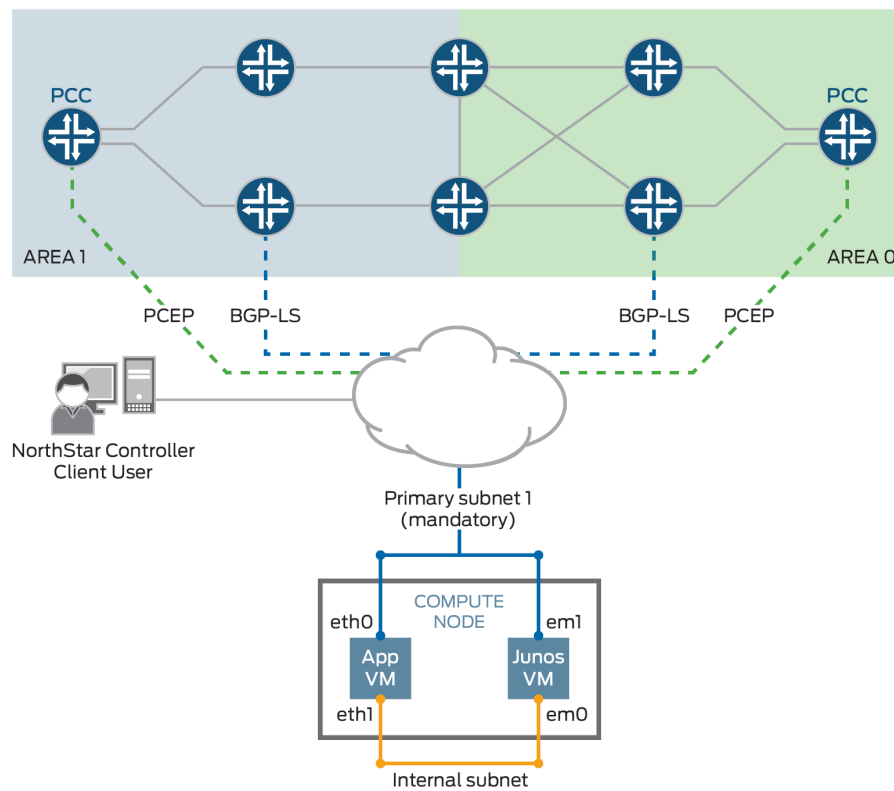 PCC
PCC
AREA 1
AREA 0
PCEP
BGP-LS
BGP-LS
PCEP
NorthStar Controller
Client User
Primary subnet 1
(mandatory)
COMPUTE
NODE
eth0
em1
App
VM
Junos
VM
eth1
em0
Internal subnet